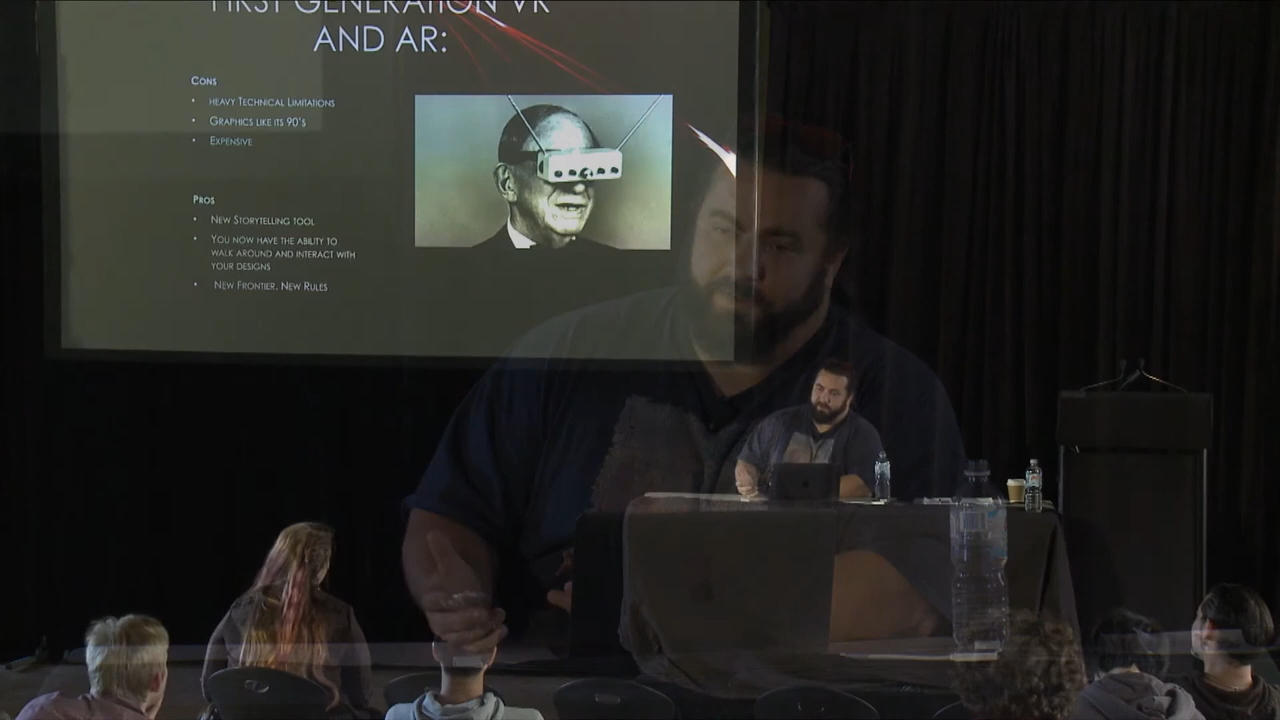 FIRST GENERATION VR
AND AR:
CONS
• HEAVY TECHNICAL LIMITATIONS
• GRAPHICS LIKE ITS 90'S
• EXPENSIVE
PROS
• NEW STORYTELLING TOOL
• YOU NOW HAVE THE ABILITY TO
WALK AROUND AND INTERACT WITH
YOUR DESIGNS
• NEW FRONTIER. NEW RULES